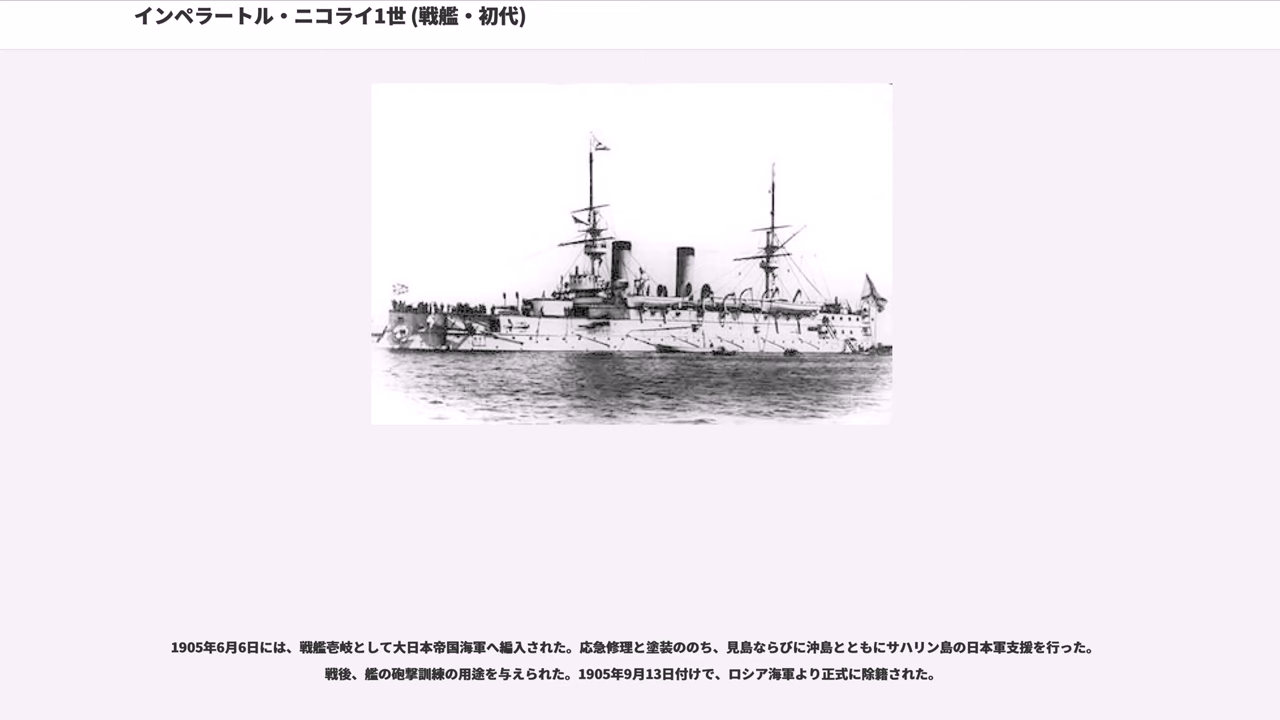 インペラートル・ニコライ1世 (戦艦・初代)
1905年6月6日には、戦艦壱岐として大日本帝国海軍へ編入された。応急修理と塗装ののち、見島ならびに沖島とともにサハリン島の日本軍支援を行った。
戦後、艦の砲撃訓練の用途を与えられた。1905年9月13日付けで、ロシア海軍より正式に除籍された。